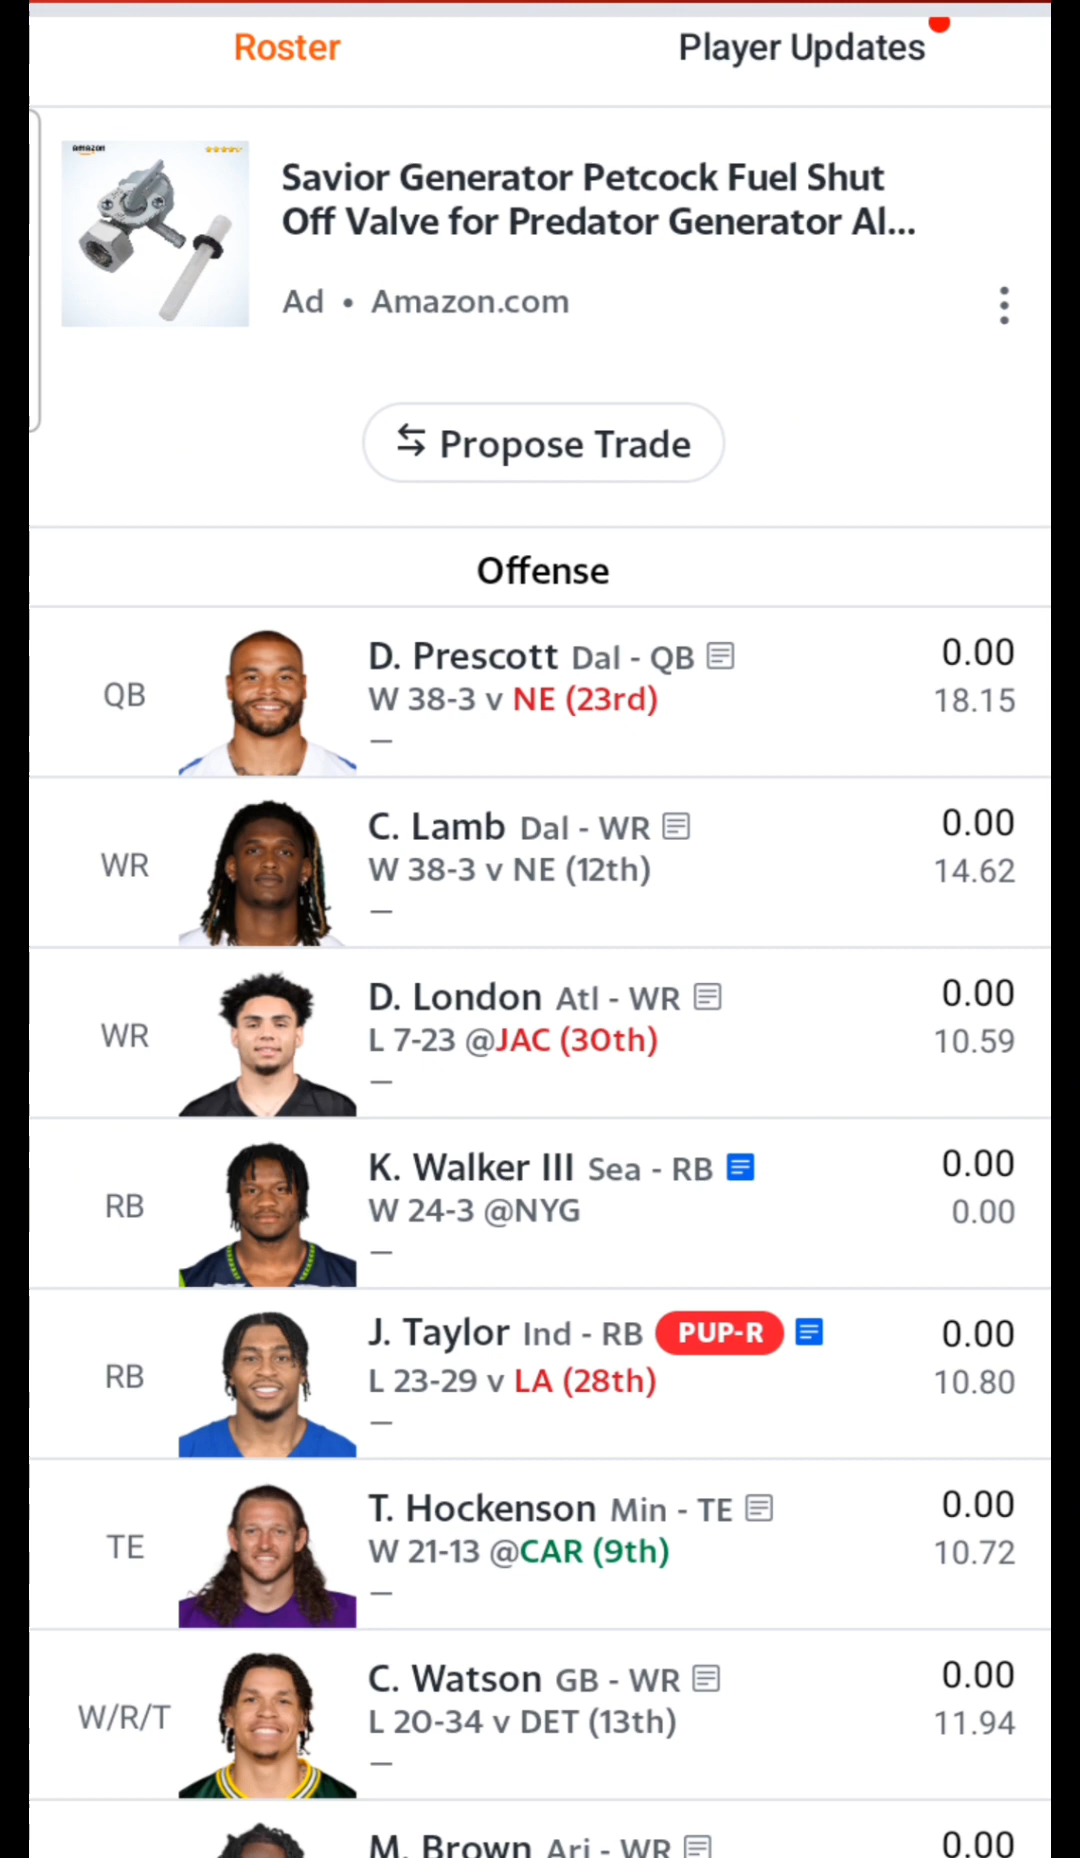 Roster
Player Updates
amazon
Savior Generator Petcock Fuel Shut
Off Valve for Predator Generator Al...
Ad • Amazon.com
Propose Trade
Offense
QB
D. Prescott Dal - QB
0.00
W 38-3 v NE (23rd)
18.15
–
WR
C. Lamb Dal - WR
0.00
W 38-3 v NE (12th)
14.62
–
WR
D. London Atl - WR
0.00
L 7-23 @JAC (30th)
10.59
–
RB
K. Walker III Sea - RB
0.00
W 24-3 @NYG
0.00
–
RB
J. Taylor Ind - RB PUP-R
0.00
L 23-29 v LA (28th)
10.80
–
TE
T. Hockenson Min - TE
0.00
W 21-13 @CAR (9th)
10.72
–
W/R/T
C. Watson GB - WR
0.00
L 20-34 v DET (13th)
11.94
–
M. Brown Ari - WR
0.00